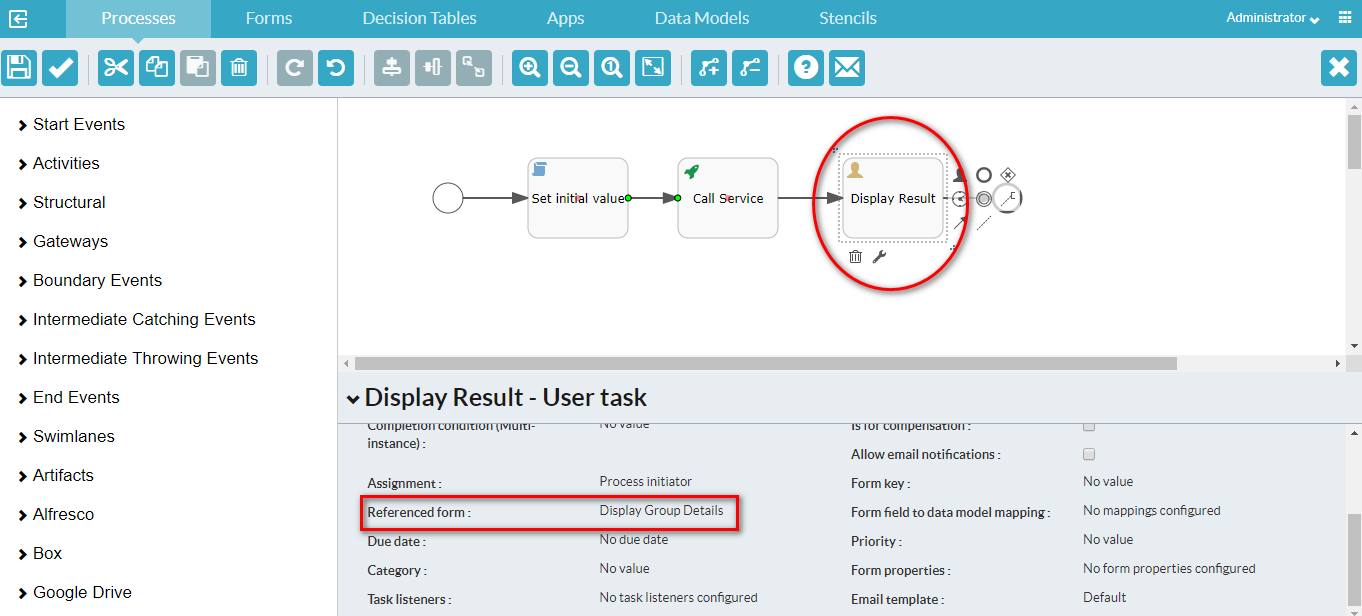 Processes Forms Decision Tables Apps Data Models Stencils Administrator
Start Events
Activities
Structural
Gateways
Boundary Events
Intermediate Catching Events
Intermediate Throwing Events
End Events
Swimlanes
Artifacts
Alfresco
Box
Google Drive
Set initial value Call Service Display Result
Display Result - User task
Completion condition (Multi-
instance) :
No value
Assignment : Process initiator
Referenced form : Display Group Details
Due date : No due date
Category : No value
Task listeners : No task listeners configured
Is for compensation :
Allow email notifications :
Form key : No value
Form field to data model mapping : No mappings configured
Priority : No value
Form properties : No form properties configured
Email template : Default